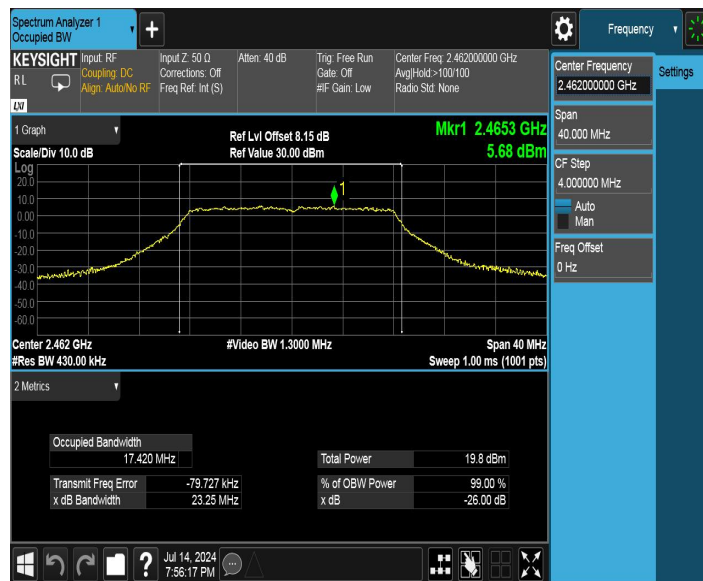 Spectrum Analyzer 1
Occupied BW
+
Frequency
KEYSIGHT
RL
LXI
Input: RF
Coupling: DC
Align: Auto/No RF
Input Z: 50 Ω
Corrections: Off
Freq Ref: Int (S)
Atten: 40 dB
Trig: Free Run
Gate: Off
#IF Gain: Low
Center Freq: 2.462000000 GHz
Avg|Hold:>100/100
Radio Std: None
Center Frequency
2.462000000 GHz
Settings
Span
40.000 MHz
CF Step
4.000000 MHz
Auto
Man
Freq Offset
0 Hz
1 Graph
Scale/Div 10.0 dB
Ref Lvl Offset 8.15 dB
Ref Value 30.00 dBm
Mkr1 2.4653 GHz
5.68 dBm
Log
20.0
10.0
0.00
-10.0
-20.0
-30.0
-40.0
-50.0
-60.0
1
Center 2.462 GHz
#Video BW 1.3000 MHz
Span 40 MHz
#Res BW 430.00 kHz
Sweep 1.00 ms (1001 pts)
2 Metrics
Occupied Bandwidth
17.420 MHz
Total Power 19.8 dBm
Transmit Freq Error -79.727 kHz
% of OBW Power 99.00 %
x dB Bandwidth 23.25 MHz
x dB -26.00 dB
?
Jul 14, 2024
7:56:17 PM